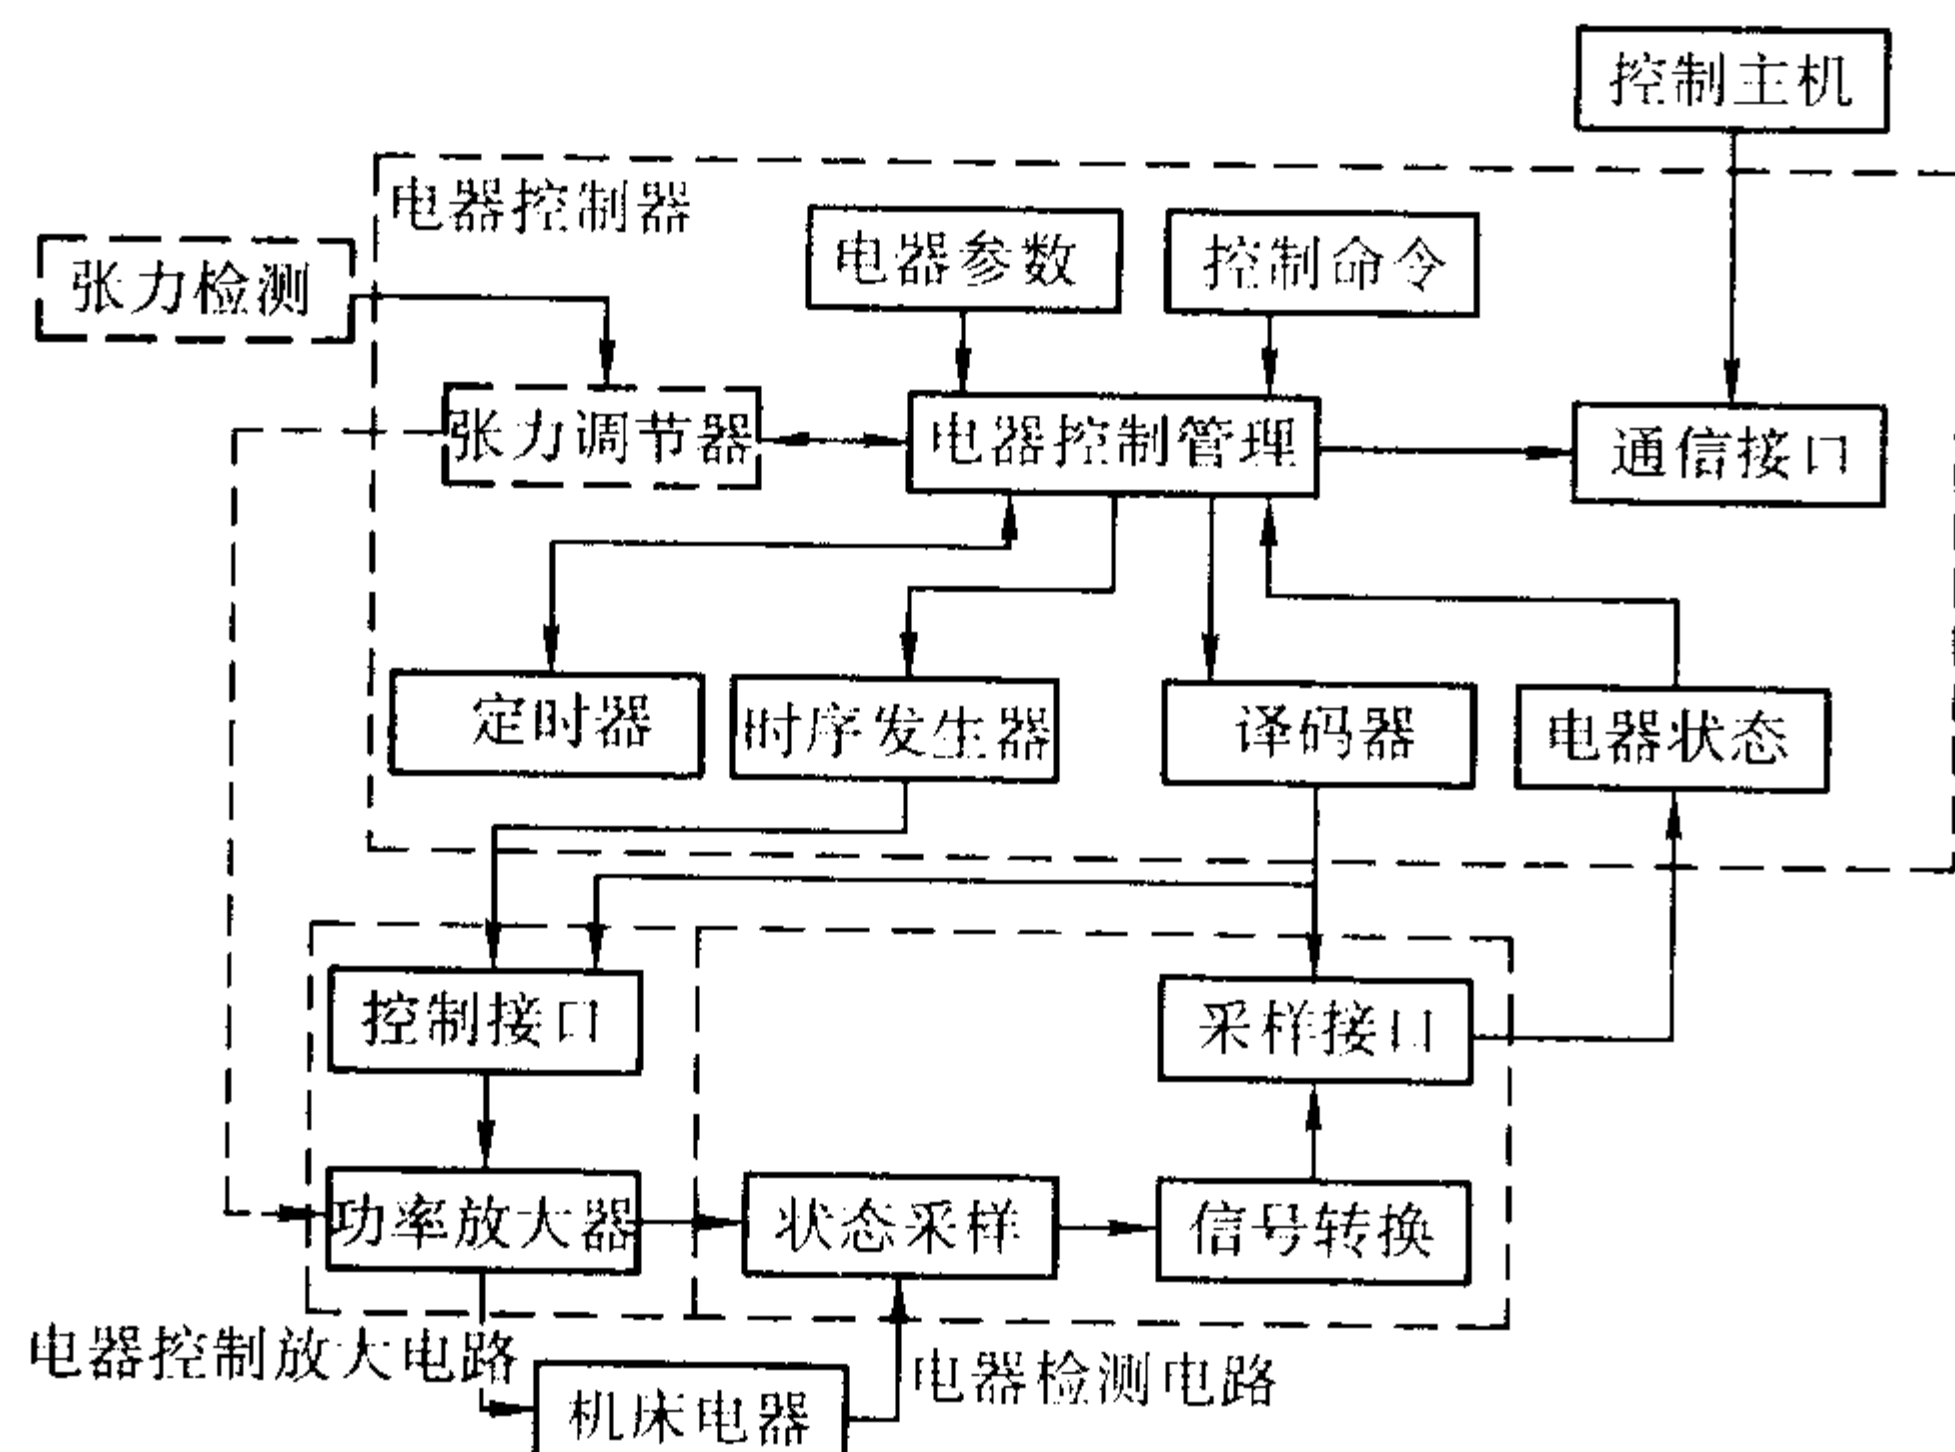 控制主机
电器控制器
张力检测
电器参数
控制命令
张力调节器
电器控制管理
通信接口
定时器
时序发生器
译码器
电器状态
控制接口
采样接口
功率放大器
状态采样
信号转换
电器控制放大电路
机床电器
电器检测电路